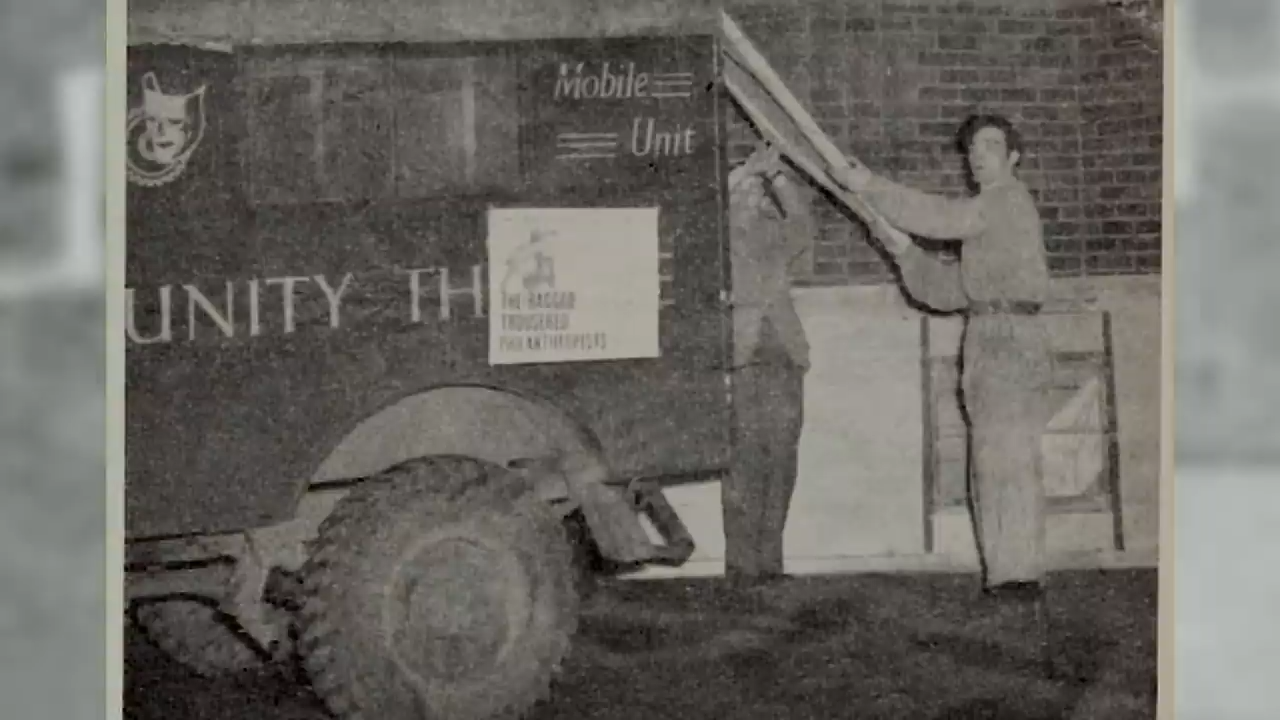 Mobile
Unit
UNITY TH
THE RAGGED
TROUSERED
PHILANTHROPISTS